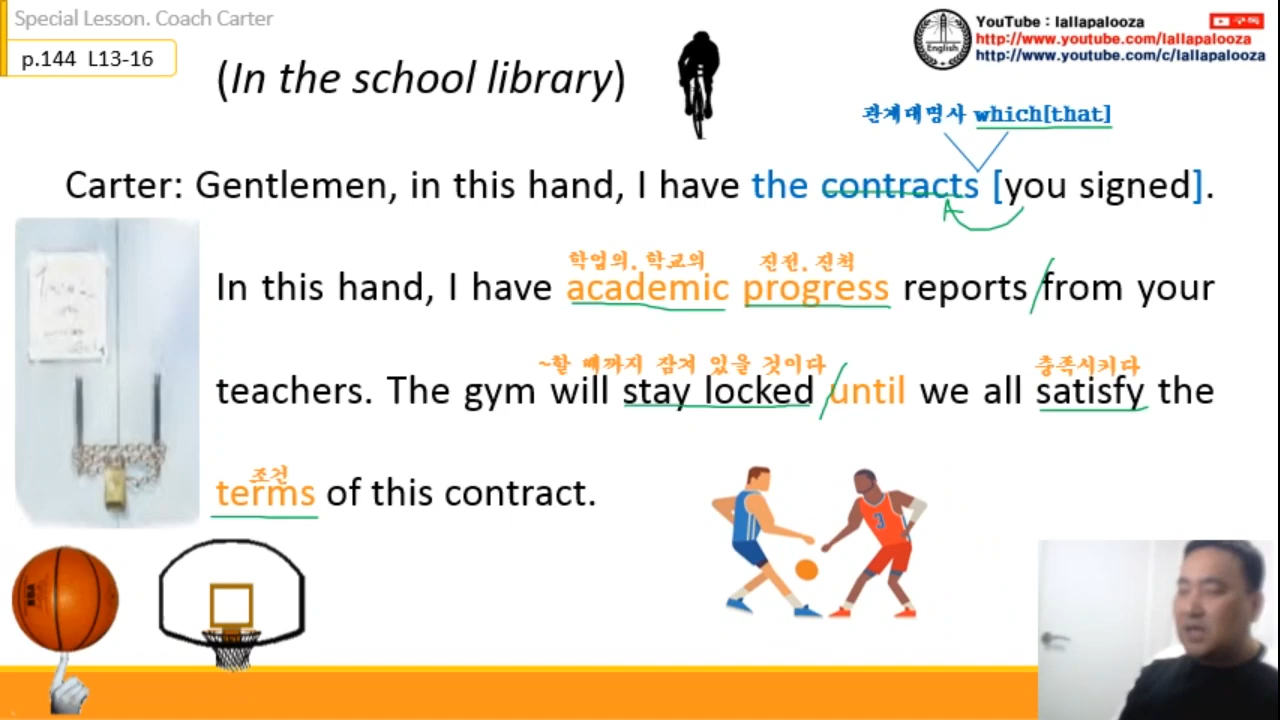 Special Lesson. Coach Carter
p.144 L13-16
(In the school library)
English
YouTube : lallapalooza
구독
http://www.youtube.com/lallapalooza
http://www.youtube.com/c/lallapalooza
관계대명사 which[that]
Carter: Gentlemen, in this hand, I have the contracts [you signed].
학업의, 학교의 진전, 진척
In this hand, I have academic progress reports from your
~할 때까지 잠겨 있을 것이다 충족시키다
teachers. The gym will stay locked until we all satisfy the
조건
terms of this contract.
3